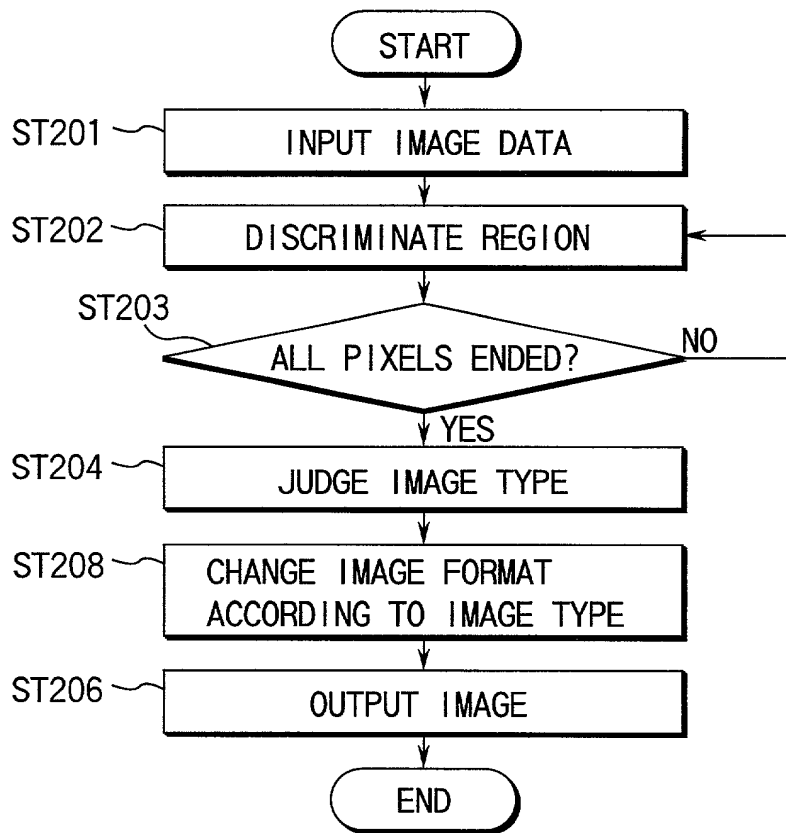 START
ST201
INPUT IMAGE DATA
ST202
DISCRIMINATE REGION
ST203
ALL PIXELS ENDED?
NO
YES
ST204
JUDGE IMAGE TYPE
ST208
CHANGE IMAGE FORMAT
ACCORDING TO IMAGE TYPE
ST206
OUTPUT IMAGE
END